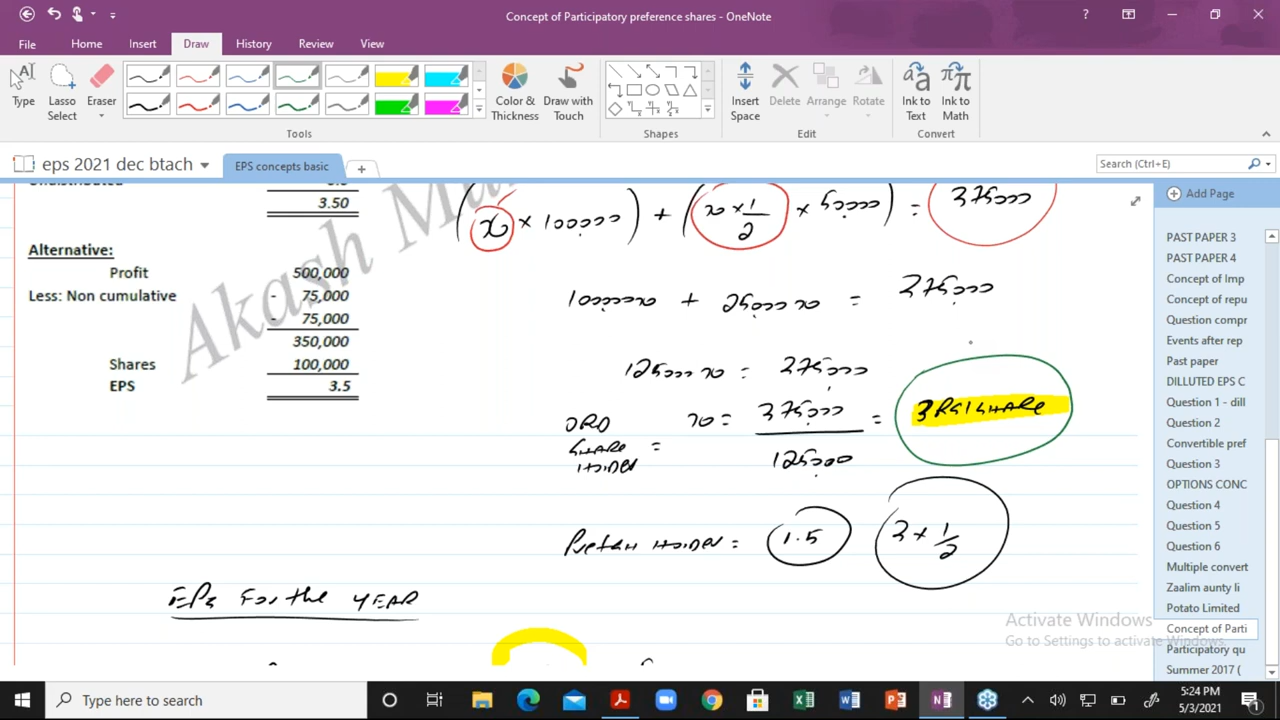 Concept of Participatory preference shares - OneNote
File Home Insert Draw History Review View
Type
Lasso Select
Eraser
Color & Thickness
Draw with Touch
Insert Space
Delete
Arrange
Rotate
Ink to Text
Ink to Math
Tools
Shapes
Edit
Convert
eps 2021 dec btach
EPS concepts basic
Search (Ctrl+E)
Add Page
3.50
Alternative:
Profit 500,000
Less: Non cumulative - 75,000
- 75,000
350,000
Shares 100,000
EPS 3.5
(x × 100000) + (x × 1/2 × 50000) = 375000
100000x + 25000x = 375000
125000x = 375000
ORD SHARE HOLDER = x = 375000 / 125000 = 3 RS/SHARE
HOLDER = 1.5 3 × 1/2
EPS For the YEAR
Akash
PAST PAPER 3
PAST PAPER 4
Concept of Imp
Concept of repu
Question compr
Events after rep
Past paper
DILLUTED EPS C
Question 1 - dill
Question 2
Convertible pref
Question 3
OPTIONS CONC
Question 4
Question 5
Question 6
Multiple convert
Zaalim aunty li
Potato Limited
Concept of Parti
Participatory qu
Summer 2017 (
Activate Windows
Go to Settings to activate Windows.
Type here to search
5:24 PM
5/3/2021